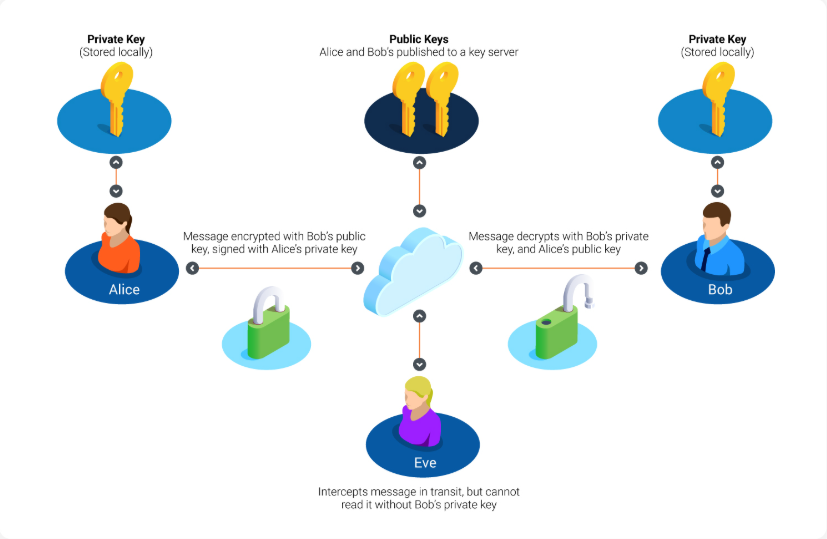 Private Key
(Stored locally)
Public Keys
Alice and Bob's published to a key server
Private Key
(Stored locally)
Message encrypted with Bob's public
key, signed with Alice's private key
Message decrypts with Bob's private
key, and Alice's public key
Alice
Bob
Eve
Intercepts message in transit, but cannot
read it without Bob's private key